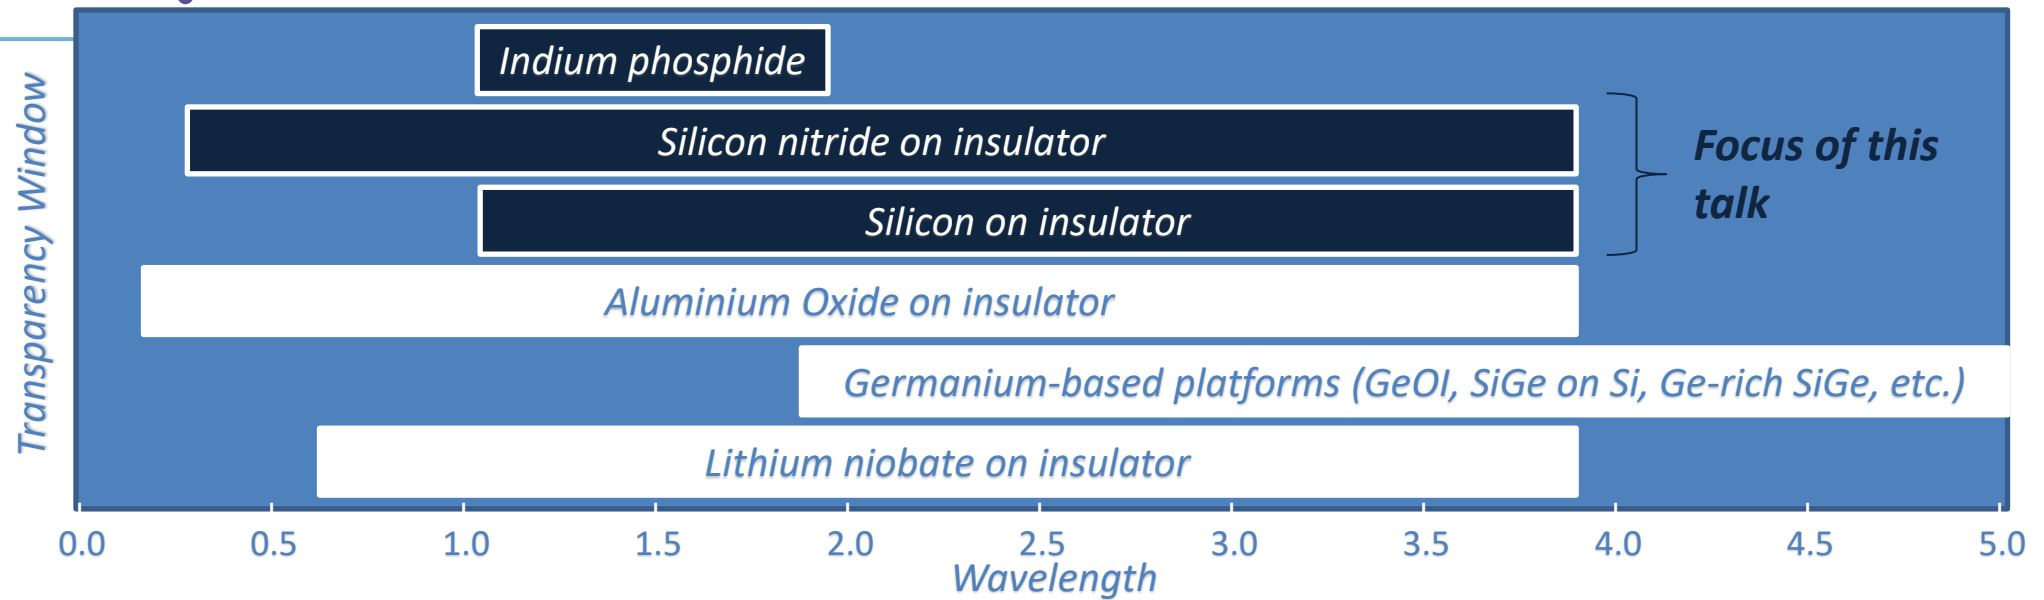 Transparency Window
Indium phosphide
Silicon nitride on insulator
Silicon on insulator
Focus of this
talk
Aluminium Oxide on insulator
Germanium-based platforms (GeOI, SiGe on Si, Ge-rich SiGe, etc.)
Lithium niobate on insulator
0.0 0.5 1.0 1.5 2.0 2.5 3.0 3.5 4.0 4.5 5.0
Wavelength